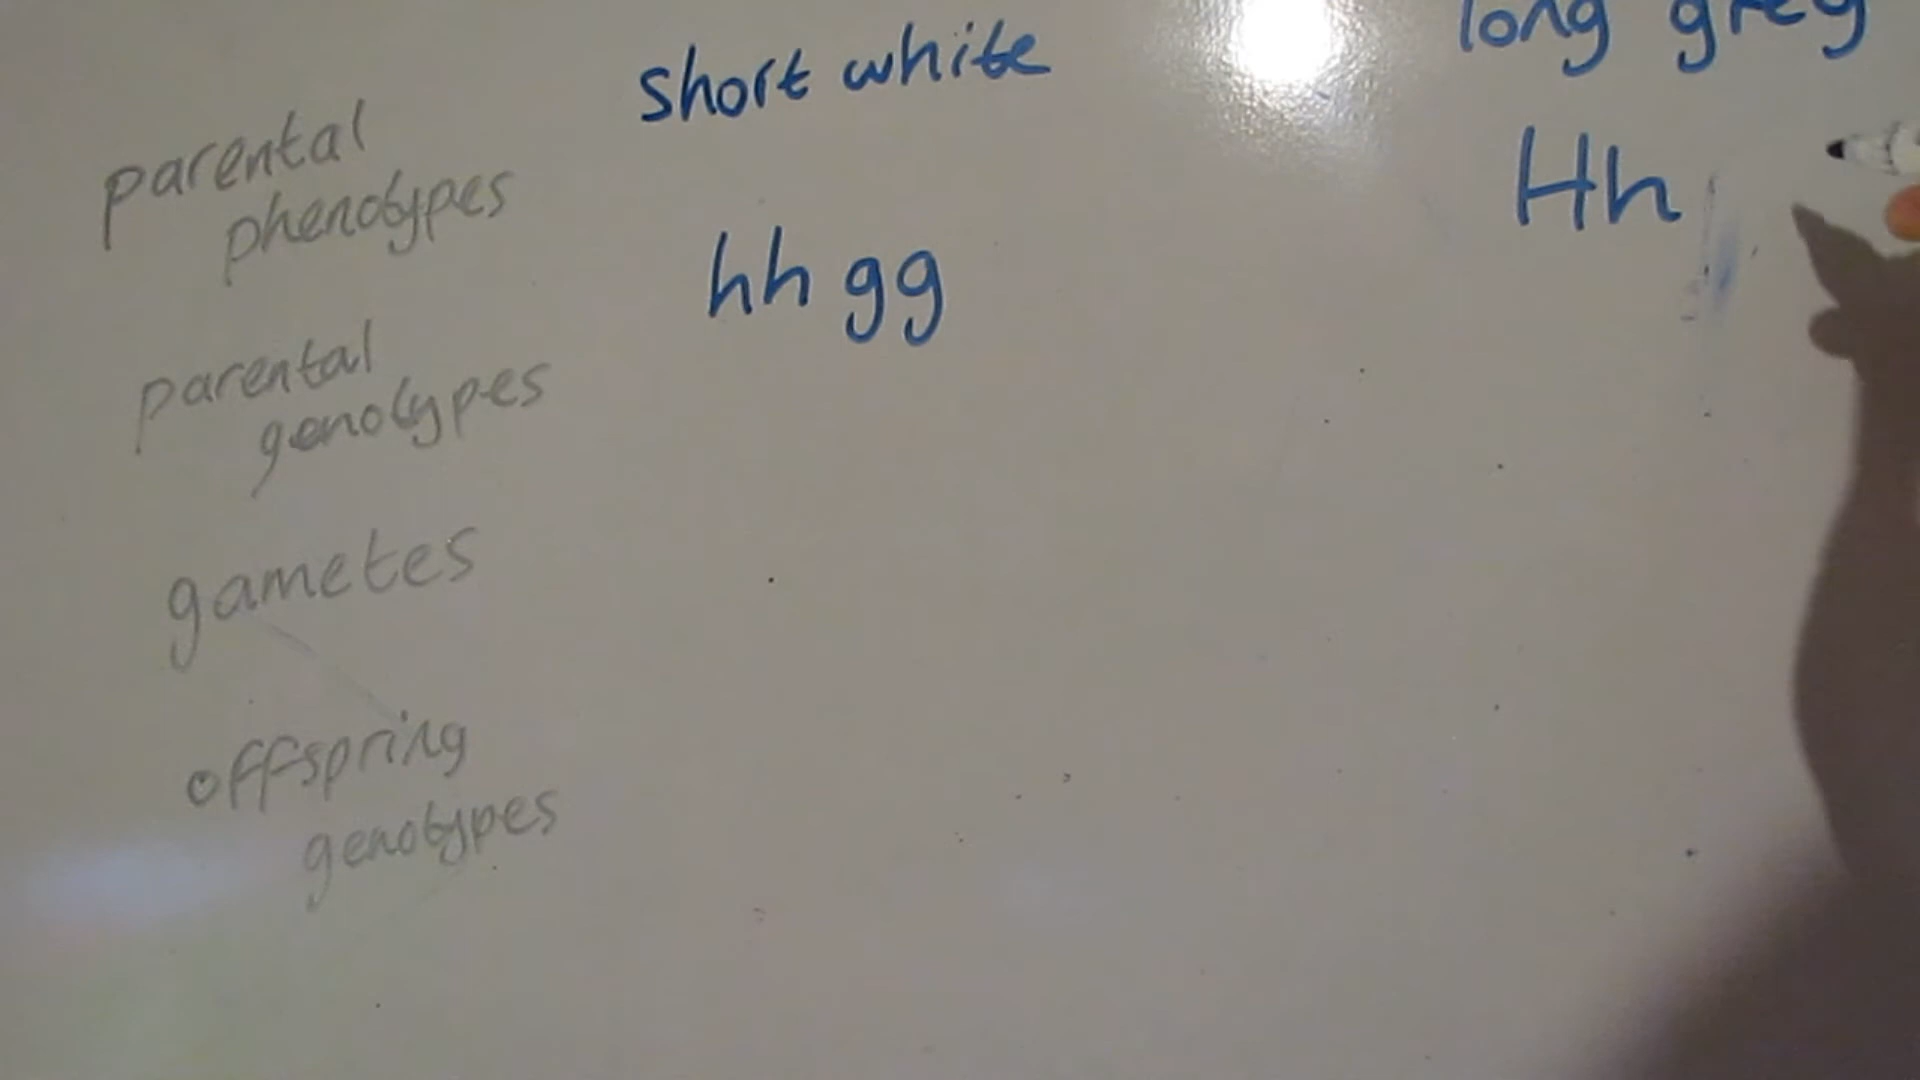 short white
long grey
parental
phenotypes
hh gg
Hh
parental
genotypes
gametes
offspring
genotypes